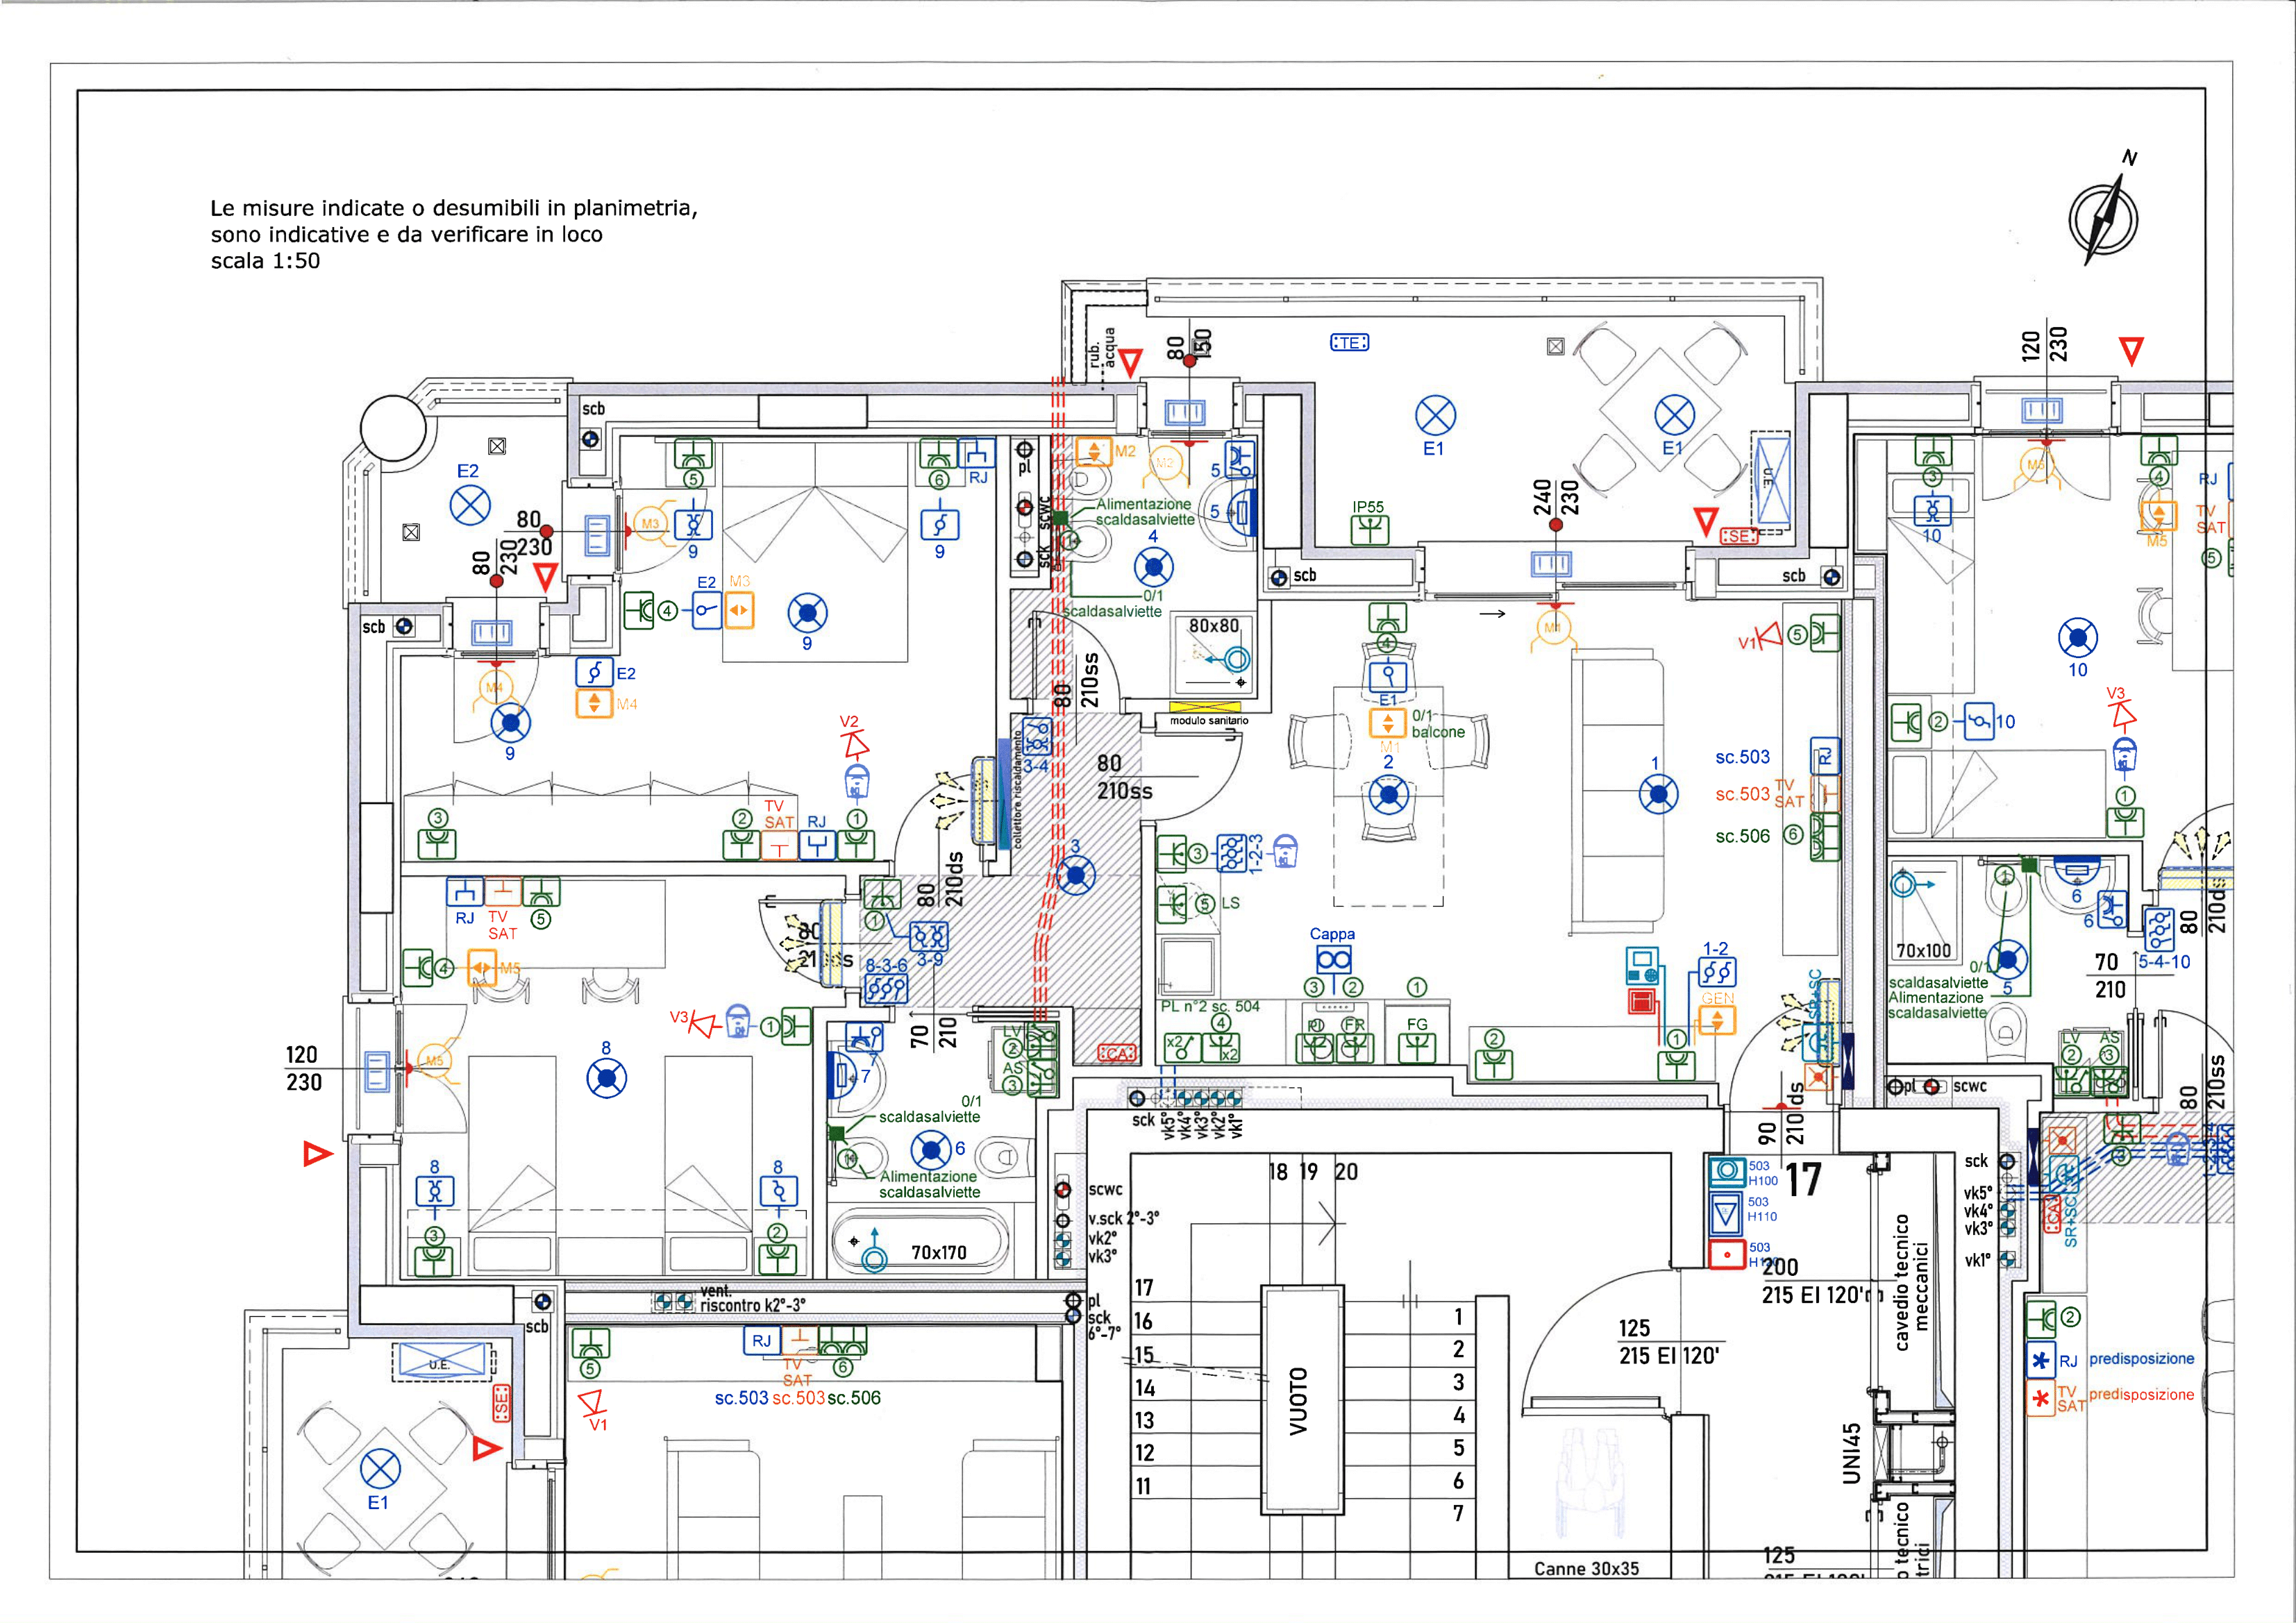 Le misure indicate o desumibili in planimetria,
sono indicative e da verificare in loco
scala 1:50
N
rub.
acqua
80
150
TE
120
230
scb
E2
80
230
80
230
5
6
RJ
9
9
pl
scwc
sck
M2
M2
5
5
Alimentazione
scaldasalviette
4
0/1
scaldasalviette
E1
E1
U.E.
IP55
240
230
SE
scb
scb
3
10
M6
4
M5
RJ
TV
SAT
5
M3
E2
M3
4
9
scb
M4
9
E2
M4
80x80
80
210ss
modulo sanitario
4
E1
M1
0/1
balcone
2
M1
1
V1
5
10
V3
2
10
1
V2
3
2
TV
SAT
RJ
1
collettore riscaldamento
3-4
80
210ss
3
3
1-2-3
5
LS
sc.503
RJ
sc.503
TV
SAT
sc.506
6
RJ
TV
SAT
5
4
M5
80
210ds
1
3-9
8-3-6
Cappa
3
2
1
PL n°2 sc. 504
4
x2
x2
PI
FR
FG
2
1
1-2
GEN
SR+SC
70x100
0/1
scaldasalviette
Alimentazione
scaldasalviette
5
1
6
6
80
210ds
5-4-10
70
210
LV
2
AS
3
120
230
M5
8
V3
1
70
210
LV
2
AS
3
CA
7
7
0/1
scaldasalviette
6
Alimentazione
scaldasalviette
8
3
8
2
70x170
sck
vk5°
vk4°
vk3°
vk2°
vk1°
90
210 ds
pl
scwc
80
210ss
scwc
v.sck 2°-3°
vk2°
vk3°
18
19
20
503
H100
17
503
H110
503
200
215 EI 120'
cavedio tecnico
meccanici
sck
vk5°
vk4°
vk3°
vk1°
CA
SR+SC
3
2
RJ
predisposizione
TV
SAT
predisposizione
vent.
riscontro k2°-3°
pl
sck
6°-7°
scb
17
16
15
14
13
12
11
VUOTO
1
2
3
4
5
6
7
125
215 EI 120'
UNI45
U.E.
SE
E1
5
V1
RJ
TV
SAT
6
sc.503
sc.503
sc.506
Canne 30x35
125
tecnico